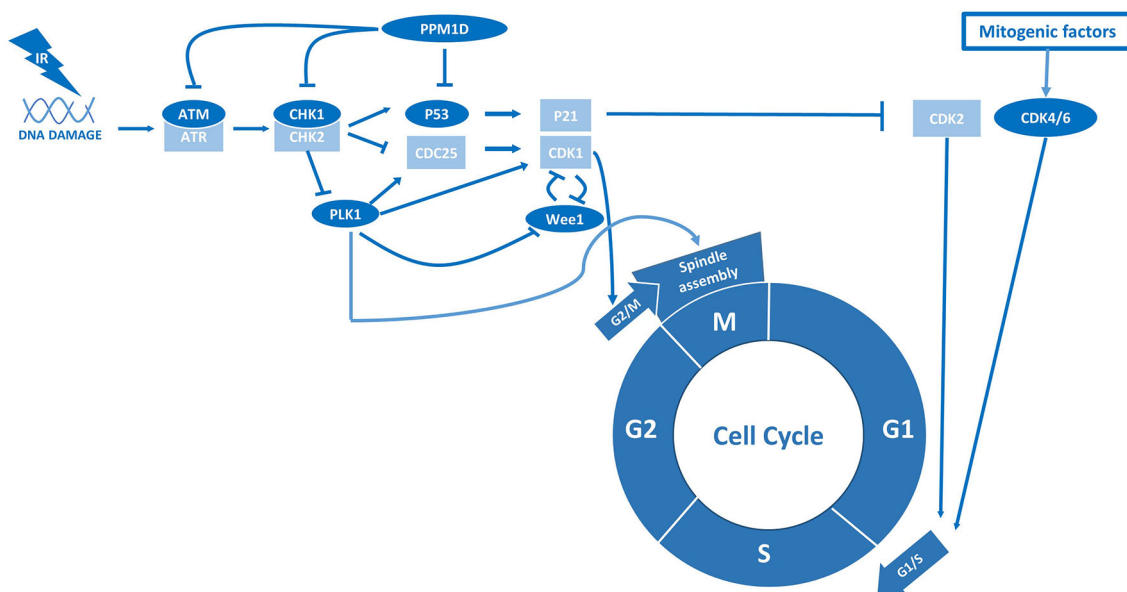 PPM1D
Mitogenic factors
IR
DNA DAMAGE
ATM
ATR
CHK1
CHK2
P53
CDC25
P21
CDK1
CDK2
CDK4/6
PLK1
Wee1
Spindle
assembly
G2/M
M
G2
Cell Cycle
G1
S
G1/S